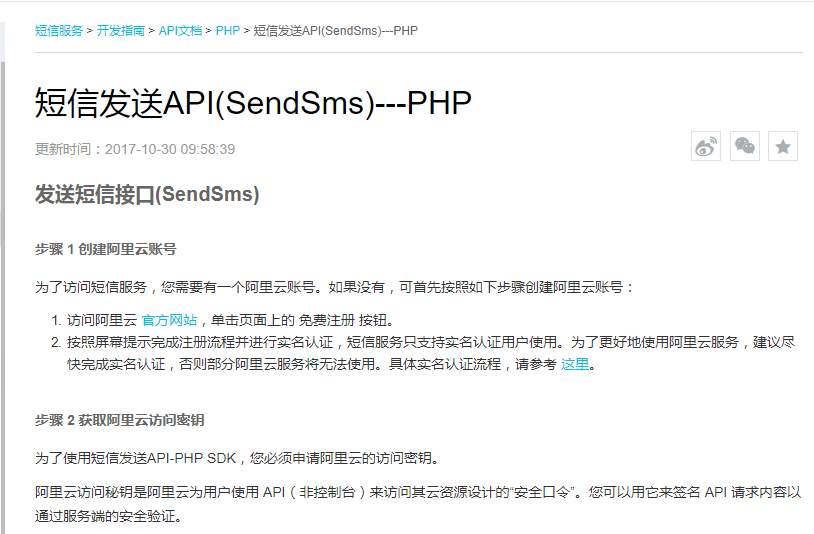 短信服务 > 开发指南 > API文档 > PHP > 短信发送API(SendSms)---PHP
短信发送API(SendSms)---PHP
更新时间：2017-10-30 09:58:39
发送短信接口(SendSms)
步骤 1 创建阿里云账号
为了访问短信服务，您需要有一个阿里云账号。如果没有，可首先按照如下步骤创建阿里云账号：
1. 访问阿里云 官方网站，单击页面上的 免费注册 按钮。
2. 按照屏幕提示完成注册流程并进行实名认证，短信服务只支持实名认证用户使用。为了更好地使用阿里云服务，建议尽
快完成实名认证，否则部分阿里云服务将无法使用。具体实名认证流程，请参考 这里。
步骤 2 获取阿里云访问密钥
为了使用短信发送API-PHP SDK，您必须申请阿里云的访问密钥。
阿里云访问秘钥是阿里云为用户使用 API（非控制台）来访问其云资源设计的“安全口令”。您可以用它来签名 API 请求内容以
通过服务端的安全验证。